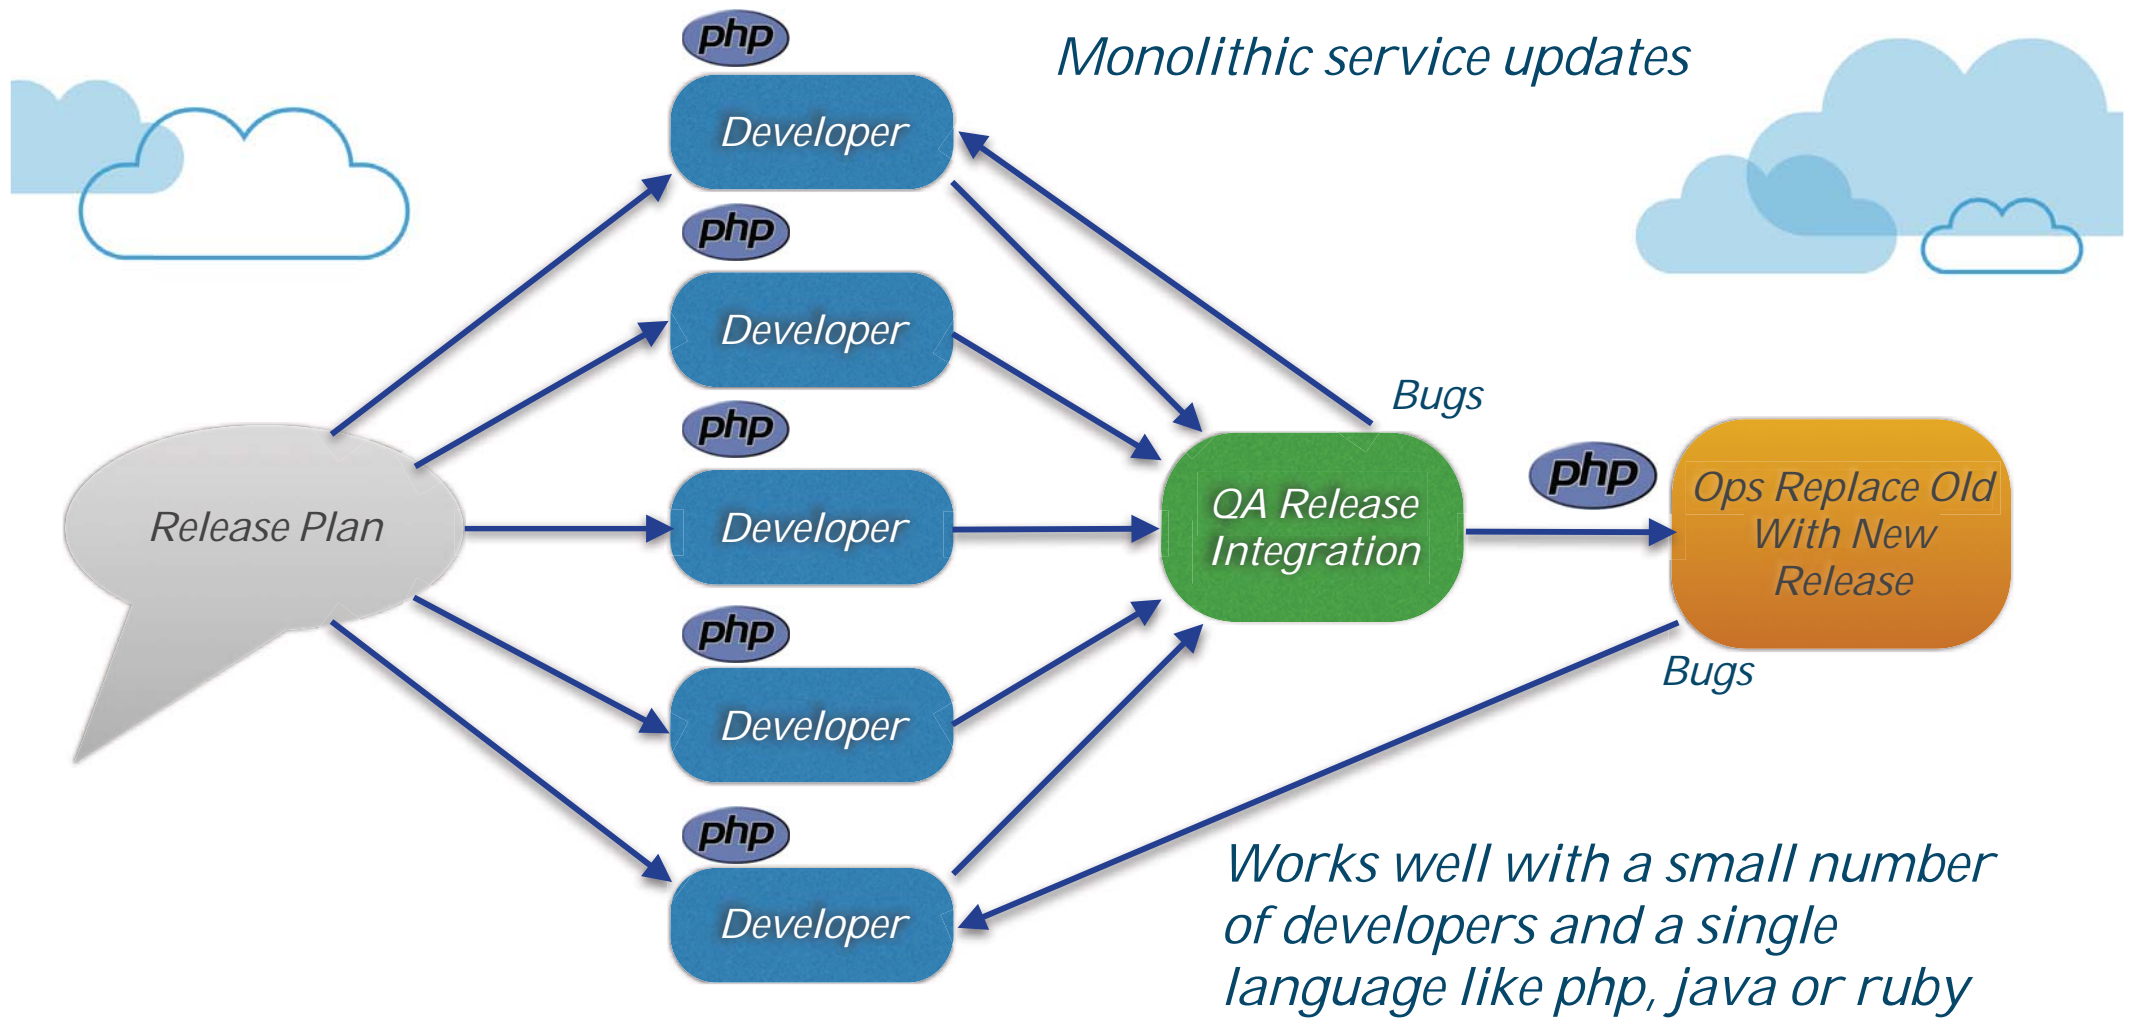 php
Monolithic service updates
Developer
php
Developer
php
Developer
php
Developer
php
Developer
Release Plan
Bugs
QA Release
Integration
php
Ops Replace Old
With New
Release
Bugs
Works well with a small number
of developers and a single
language like php, java or ruby